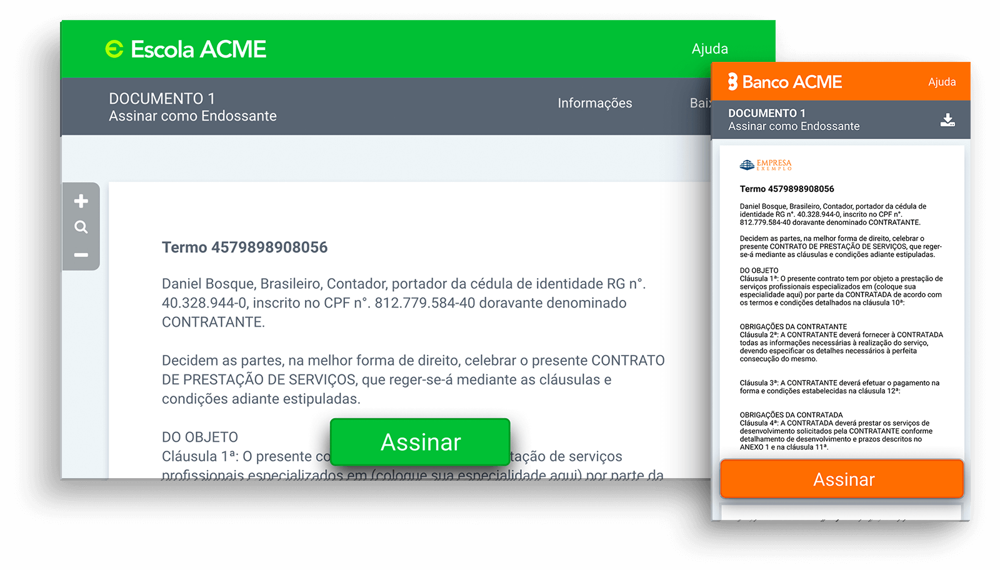 Escola ACME
Ajuda
DOCUMENTO 1
Assinar como Endossante
Informações
Termo 4579898908056
Daniel Bosque, Brasileiro, Contador, portador da cédula de identidade RG n°.
40.328.944-0, inscrito no CPF n°. 812.779.584-40 doravante denominado
CONTRATANTE.
Decidem as partes, na melhor forma de direito, celebrar o presente CONTRATO
DE PRESTAÇÃO DE SERVIÇOS, que reger-se-á mediante as cláusulas e
condições adiante estipuladas.
DO OBJETO
Cláusula 1ª: O presente co
tação de serviços
profissionais especializados em (coloque sua especialidade aqui) por parte da
Assinar
Banco ACME
Ajuda
DOCUMENTO 1
Assinar como Endossante
EMPRESA
EXEMPLO
Termo 4579898908056
Daniel Bosque, Brasileiro, Contador, portador da cédula de
identidade RG n°. 40.328.944-0, inscrito no CPF n°.
812.779.584-40 doravante denominado CONTRATANTE.
Decidem as partes, na melhor forma de direito, celebrar o
presente CONTRATO DE PRESTAÇÃO DE SERVIÇOS, que reger-
se-á mediante as cláusulas e condições adiante estipuladas.
DO OBJETO
Cláusula 1ª: O presente contrato tem por objeto a prestação de
serviços profissionais especializados em (coloque sua
especialidade aqui) por parte da CONTRATADA de acordo com
os termos e condições detalhados na cláusula 10ª:
OBRIGAÇÕES DA CONTRATANTE
Cláusula 2ª: A CONTRATANTE deverá fornecer à CONTRATADA
todas as informações necessárias à realização do serviço,
devendo especificar os detalhes necessários à perfeita
consecução do mesmo.
Cláusula 3ª: A CONTRATANTE deverá efetuar o pagamento na
forma e condições estabelecidas na cláusula 12ª:
OBRIGAÇÕES DA CONTRATADA
Cláusula 4ª: A CONTRATADA deverá prestar os serviços de
desenvolvimento solicitados pela CONTRATANTE conforme
detalhamento de desenvolvimento e prazos descritos no
ANEXO 1 e na cláusula 11ª.
Assinar